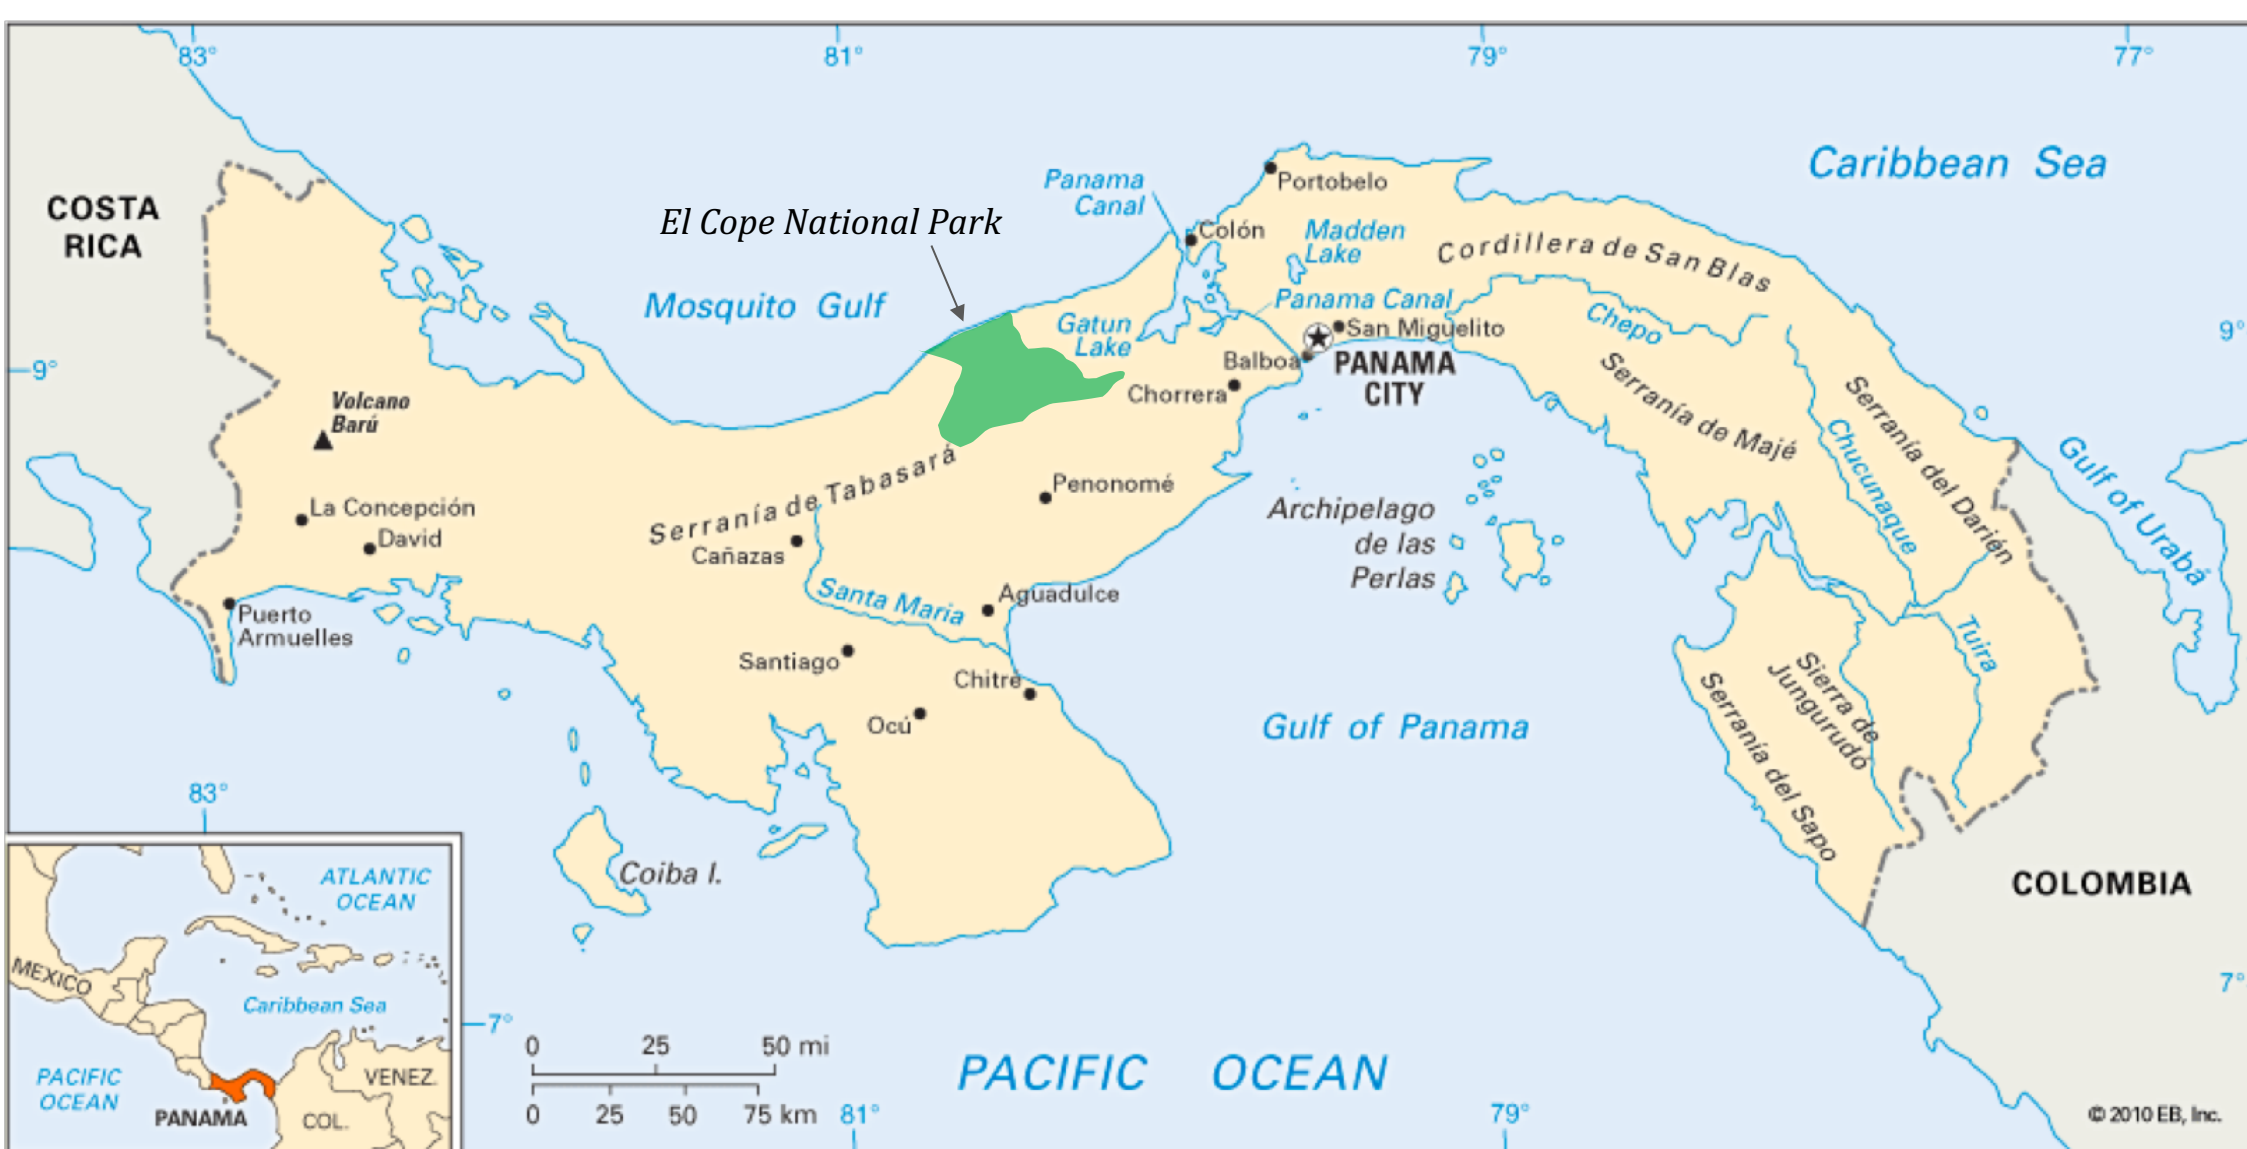 83°
81°
79°
77°
COSTA
RICA
Caribbean Sea
Panama
Canal
Portobelo
El Cope National Park
Colón
Madden
Lake
Cordillera de San Blas
Mosquito Gulf
Panama Canal
Gatun
Lake
San Miguelito
Chepo
9°
9°
Balboa
PANAMA
CITY
Chorrera
Serranía de Majé
Chucunaque
Serranía del Darién
Gulf of Urabá
Volcano
Barú
Serranía de Tabasará
Penonomé
La Concepción
David
Cañazas
Archipelago
de las
Perlas
Puerto
Armuelles
Santa Maria
Aguadulce
Santiago
Chitré
Ocú
Gulf of Panama
Tuira
Sierra de
Jungurudó
Serranía del Sapo
83°
Coiba I.
COLOMBIA
ATLANTIC
OCEAN
MEXICO
Caribbean Sea
PACIFIC
OCEAN
PANAMA
VENEZ.
COL.
7°
7°
0 25 50 mi
0 25 50 75 km
PACIFIC OCEAN
81°
79°
© 2010 EB, Inc.